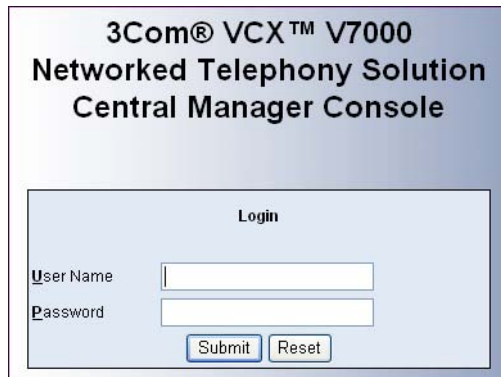 3Com® VCX™ V7000
Networked Telephony Solution
Central Manager Console
Login
User Name
Password
Submit Reset